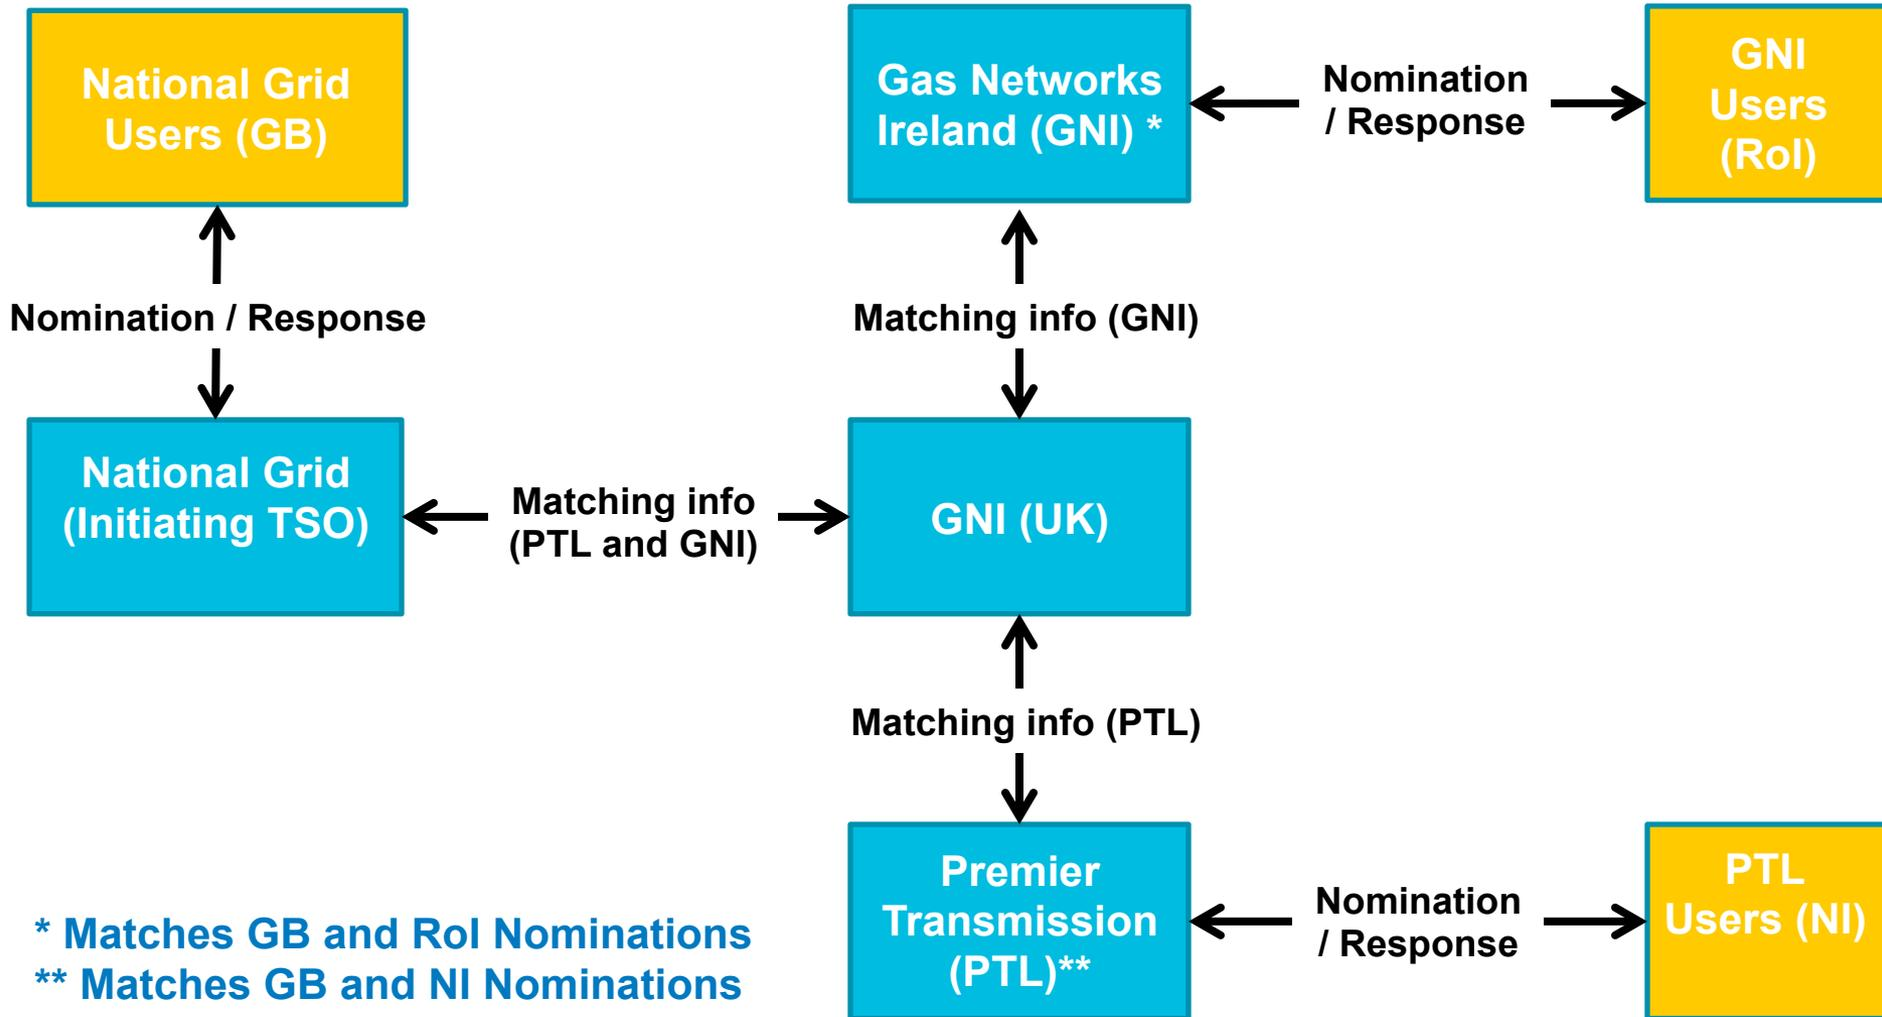 National Grid
Users (GB)
Gas Networks
Ireland (GNI) *
Nomination
/ Response
GNI
Users
(RoI)
Nomination / Response
Matching info (GNI)
National Grid
(Initiating TSO)
Matching info
(PTL and GNI)
GNI (UK)
Matching info (PTL)
Premier
Transmission
(PTL)**
Nomination
/ Response
PTL
Users (NI)
* Matches GB and RoI Nominations
** Matches GB and NI Nominations